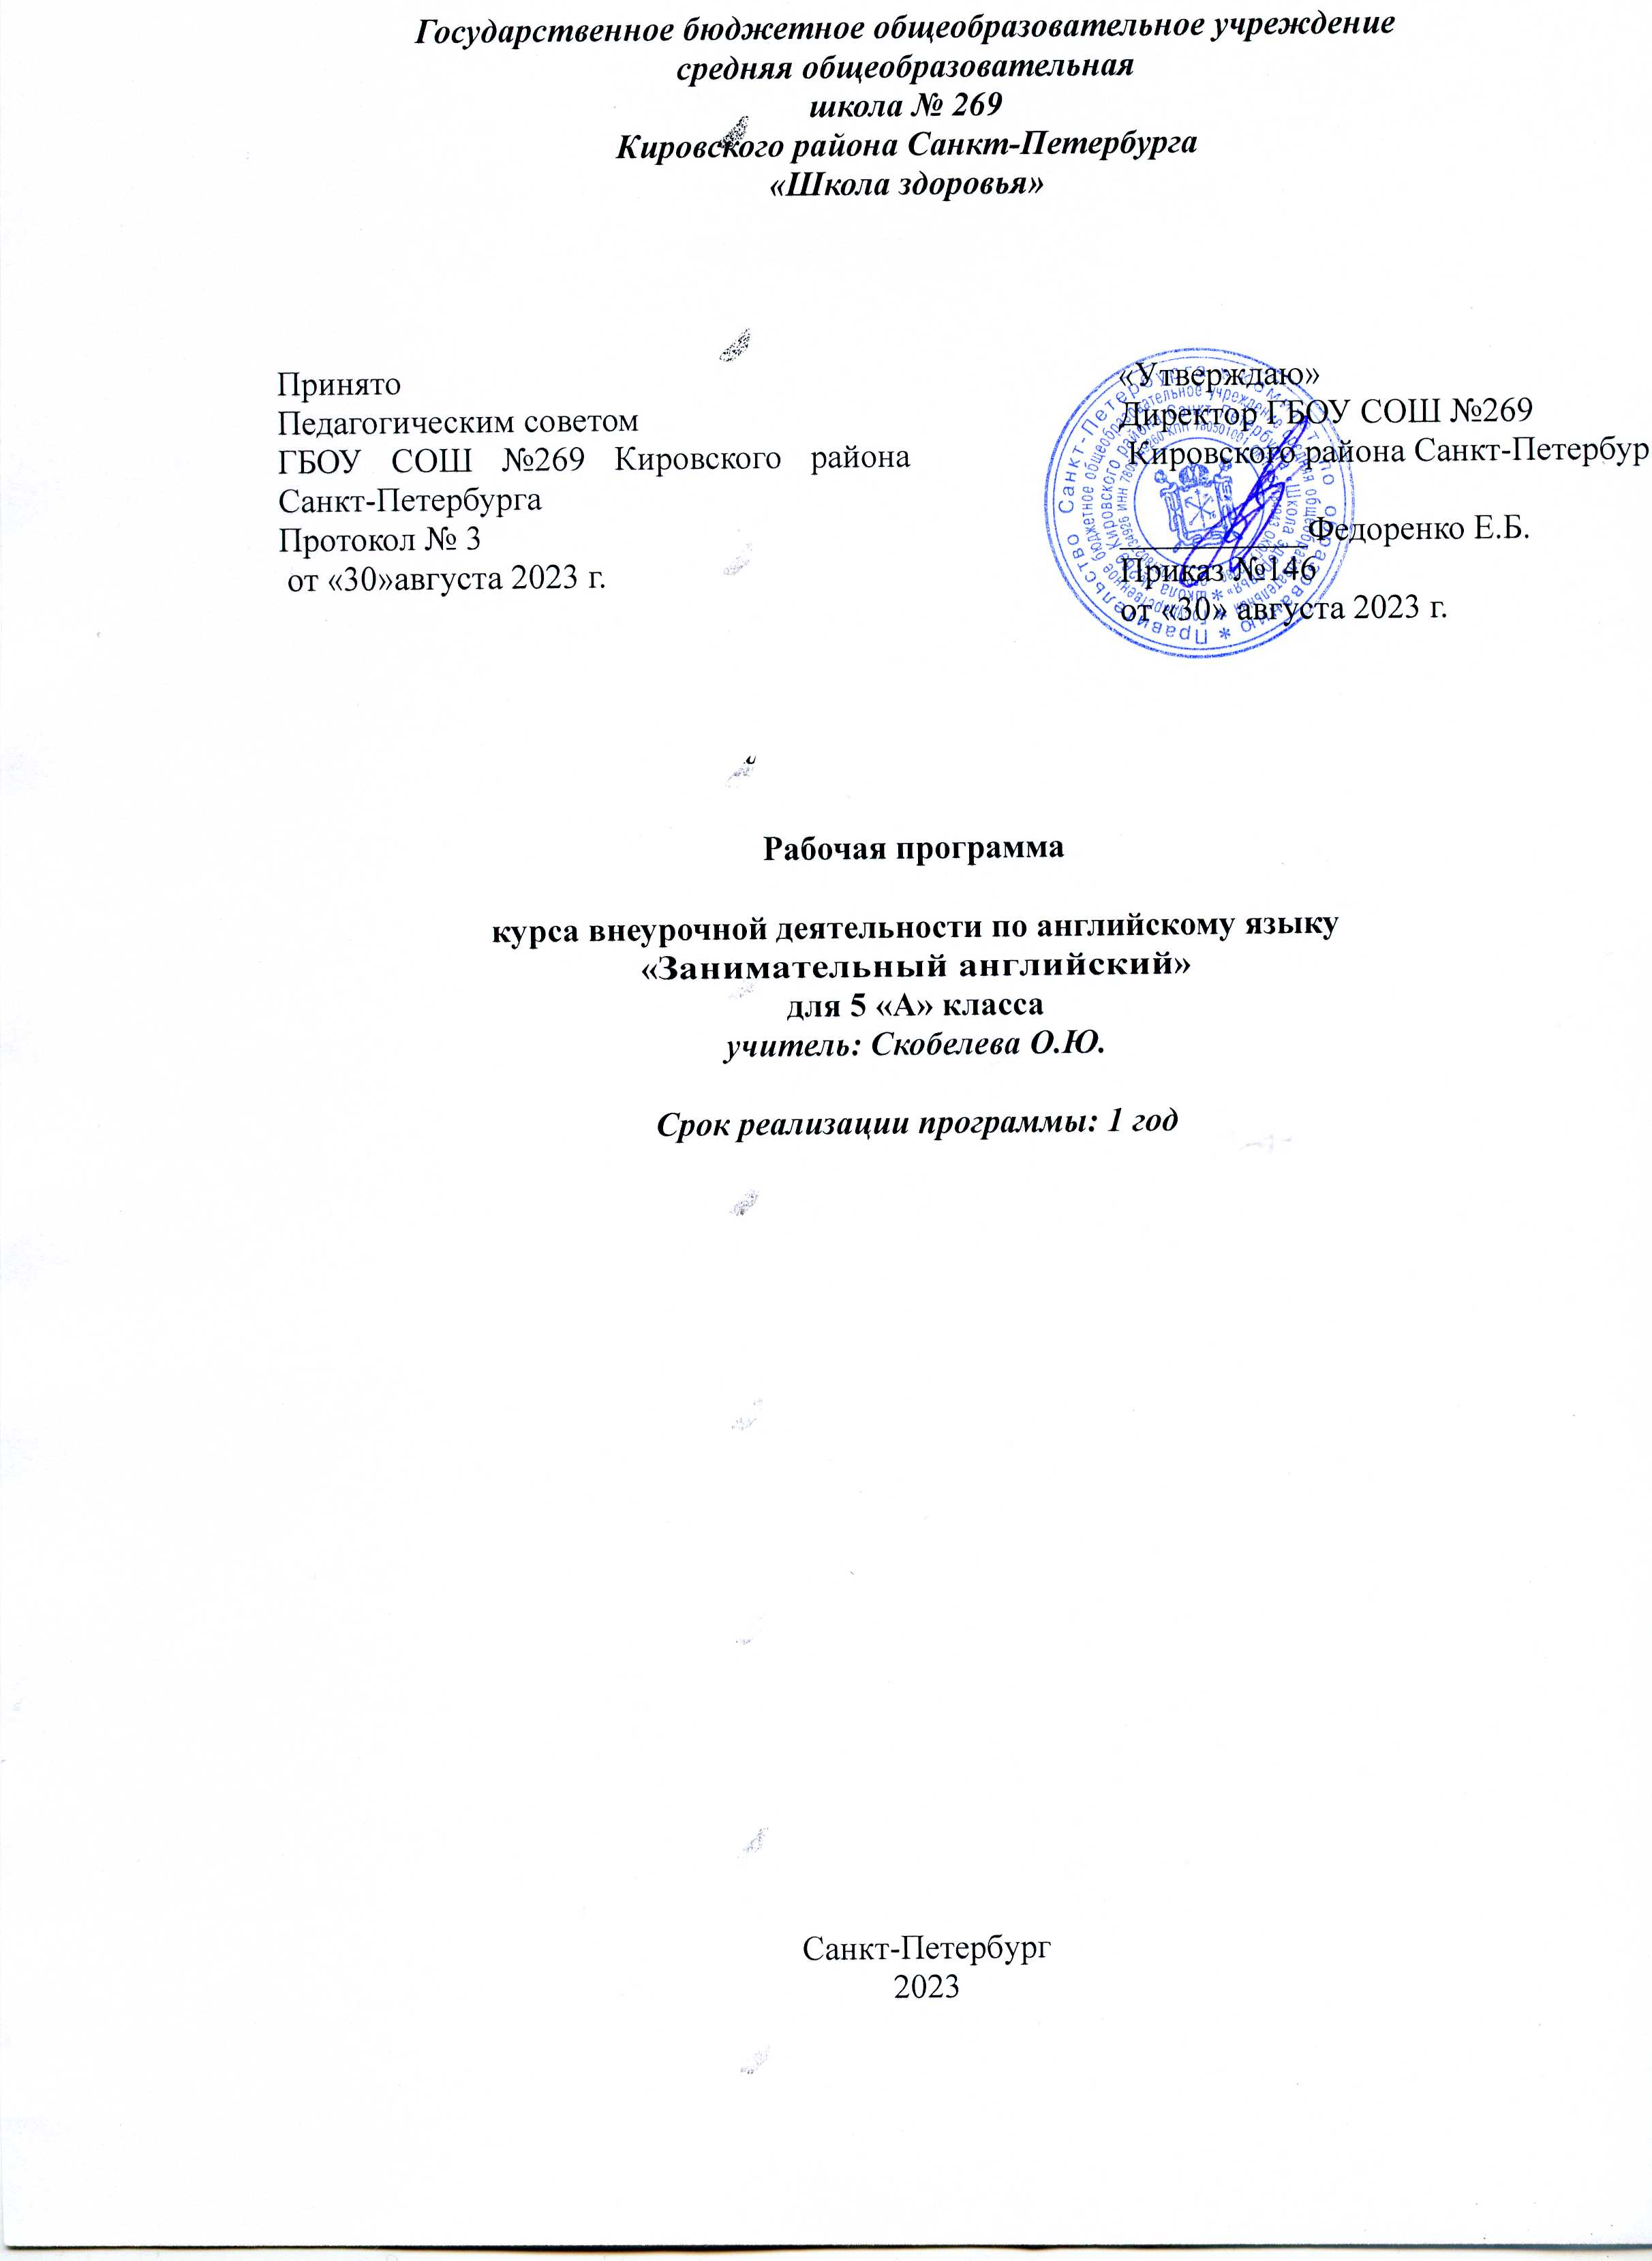 Государственное бюджетное общеобразовательное учреждение
средняя общеобразовательная
школа № 269
Кировского района Санкт-Петербурга
«Школа здоровья»
Принято
Педагогическим советом
ГБОУ СОШ №269 Кировского района
Санкт-Петербурга
Протокол № 3
от «30»августа 2023 г.
«Утверждаю»
Директор ГБОУ СОШ №269
Кировского района Санкт-Петербур
Федоренко Е.Б.
Приказ №146
от «30» августа 2023 г.
Рабочая программа
курса внеурочной деятельности по английскому языку
«Занимательный английский»
для 5 «А» класса
учитель: Скобелева О.Ю.
Срок реализации программы: 1 год
Санкт-Петербург
2023